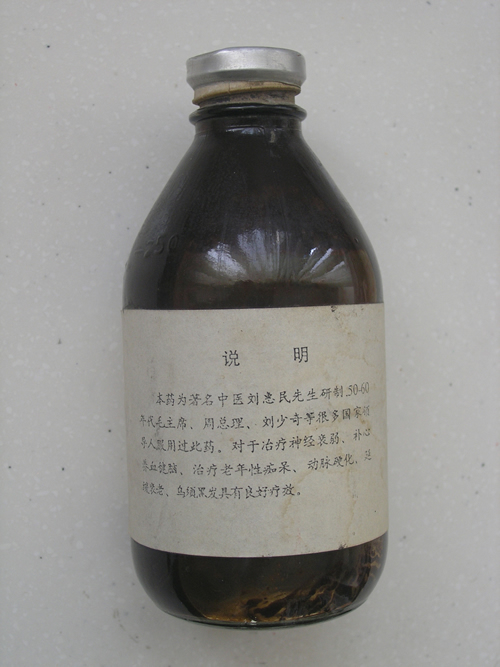 说 明
本药为著名中医刘惠民先生研制.50-60
年代毛主席、周总理、刘少奇等很多国家领
导人服用过此药。对于治疗神经衰弱、补心
养血健脑、治疗老年性痴呆、动脉硬化、延
缓衰老、乌须黑发具有良好疗效。